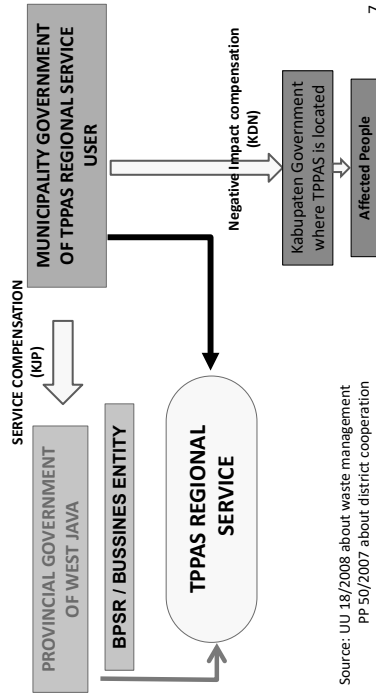 SERVICE COMPENSATION
(KJP)
PROVINCIAL GOVERNMENT
OF WEST JAVA
MUNICIPALITY GOVERNMENT
OF TPPAS REGIONAL SERVICE
USER
BPSR / BUSSINES ENTITY
TPPAS REGIONAL
SERVICE
Negative Impact compensation
(KDN)
Kabupaten Government
where TPPAS is located
Affected People
Source: UU 18/2008 about waste management
PP 50/2007 about district cooperation
7